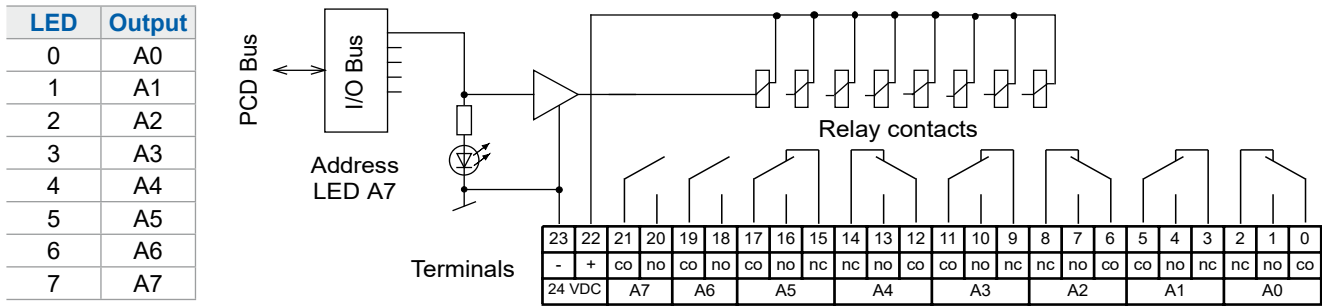 LED Output
0 A0
1 A1
2 A2
3 A3
4 A4
5 A5
6 A6
7 A7
PCD Bus
I/O Bus
Address
LED A7
Relay contacts
Terminals
23 22 21 20 19 18 17 16 15 14 13 12 11 10 9 8 7 6 5 4 3 2 1 0
- + co no co no co no nc nc no co co no nc nc no co co no nc nc no co
24 VDC A7 A6 A5 A4 A3 A2 A1 A0